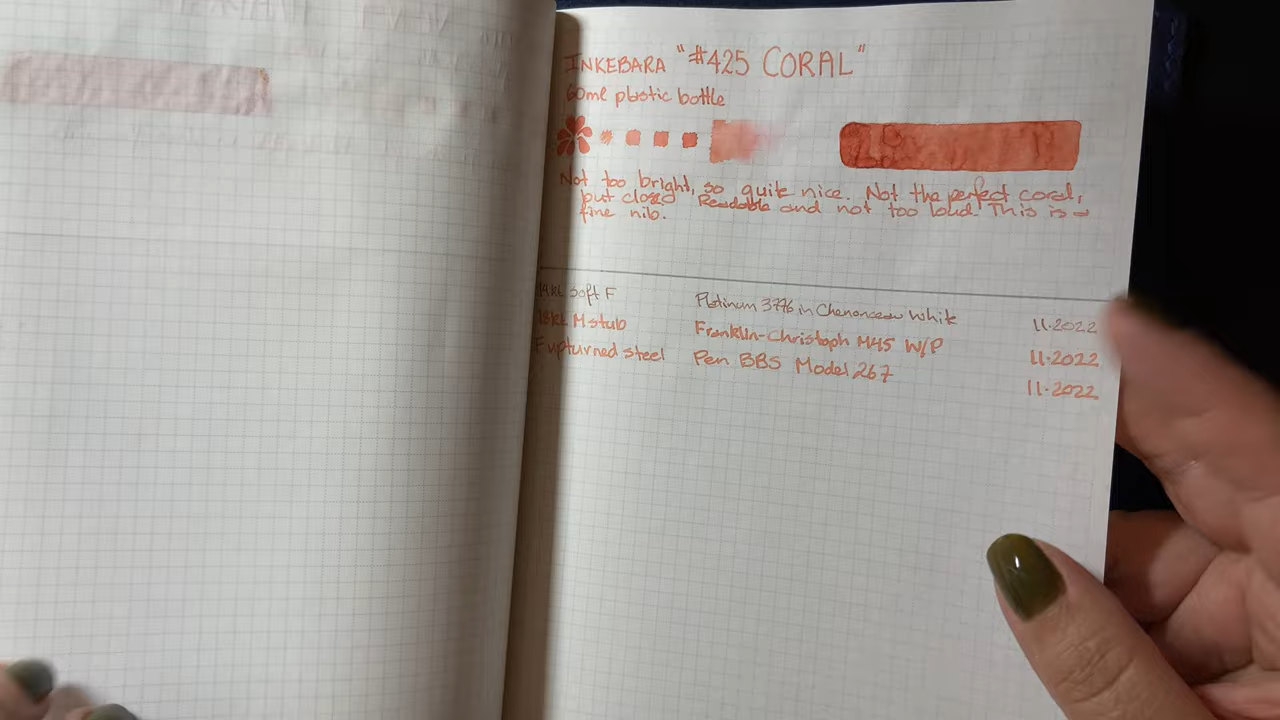 INKEBARA "#425 CORAL"
60ml plastic bottle
Not too bright, so quite nice. Not the perfect coral,
but close. Readable and not too loud. This is a
fine nib.
14kt Soft F Platinum 3776 in Chenonceau White 11·2022
18kt M stub Franklin-Christoph M45 W/P 11·2022
F upturned steel Pen BBS Model 267 11·2022